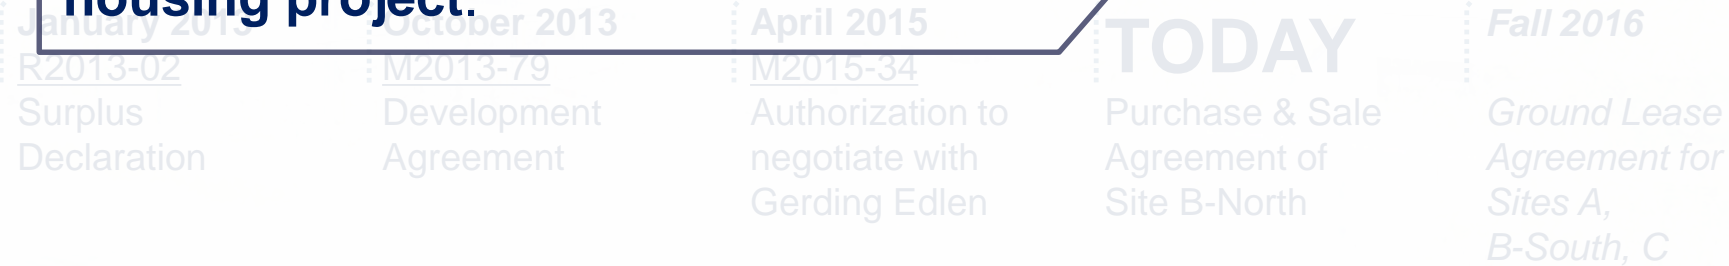 housing project.
January 2013
R2013-02
Surplus
Declaration
October 2013
M2013-79
Development
Agreement
April 2015
M2015-34
Authorization to
negotiate with
Gerding Edlen
TODAY
Purchase & Sale
Agreement of
Site B-North
Fall 2016
Ground Lease
Agreement for
Sites A,
B-South, C